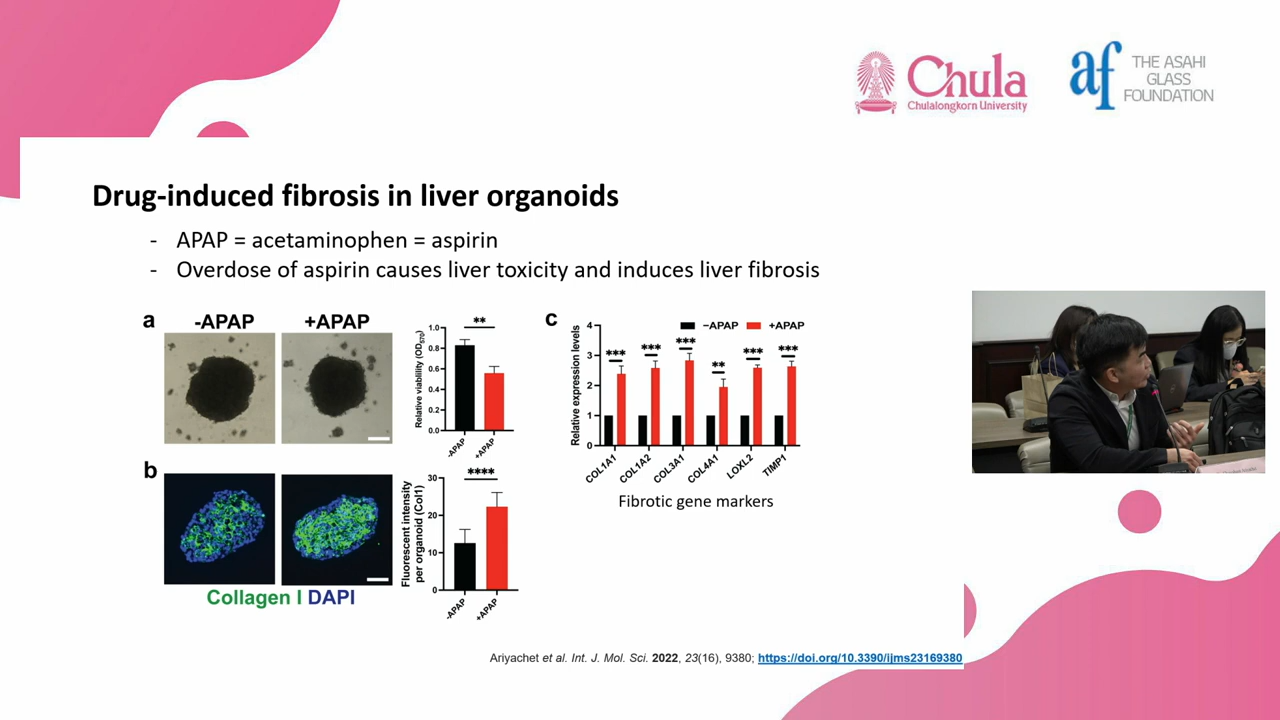 Chula
Chulalongkorn University
af
THE ASAHI
GLASS
FOUNDATION
Drug-induced fibrosis in liver organoids
- APAP = acetaminophen = aspirin
- Overdose of aspirin causes liver toxicity and induces liver fibrosis
a
-APAP
+APAP
Relative viability (OD570)
1.0
0.8
0.6
0.4
0.2
0.0
**
-APAP
+APAP
b
Collagen I DAPI
Fluorescent intensity
per organoid (Col1)
30
20
10
0
****
-APAP
+APAP
c
−APAP
+APAP
Relative expression levels
4
3
2
1
0
***
***
***
**
***
***
COL1A1
COL1A2
COL3A1
COL4A1
LOXL2
TIMP1
Fibrotic gene markers
Ariyachet et al. Int. J. Mol. Sci. 2022, 23(16), 9380; https://doi.org/10.3390/ijms23169380